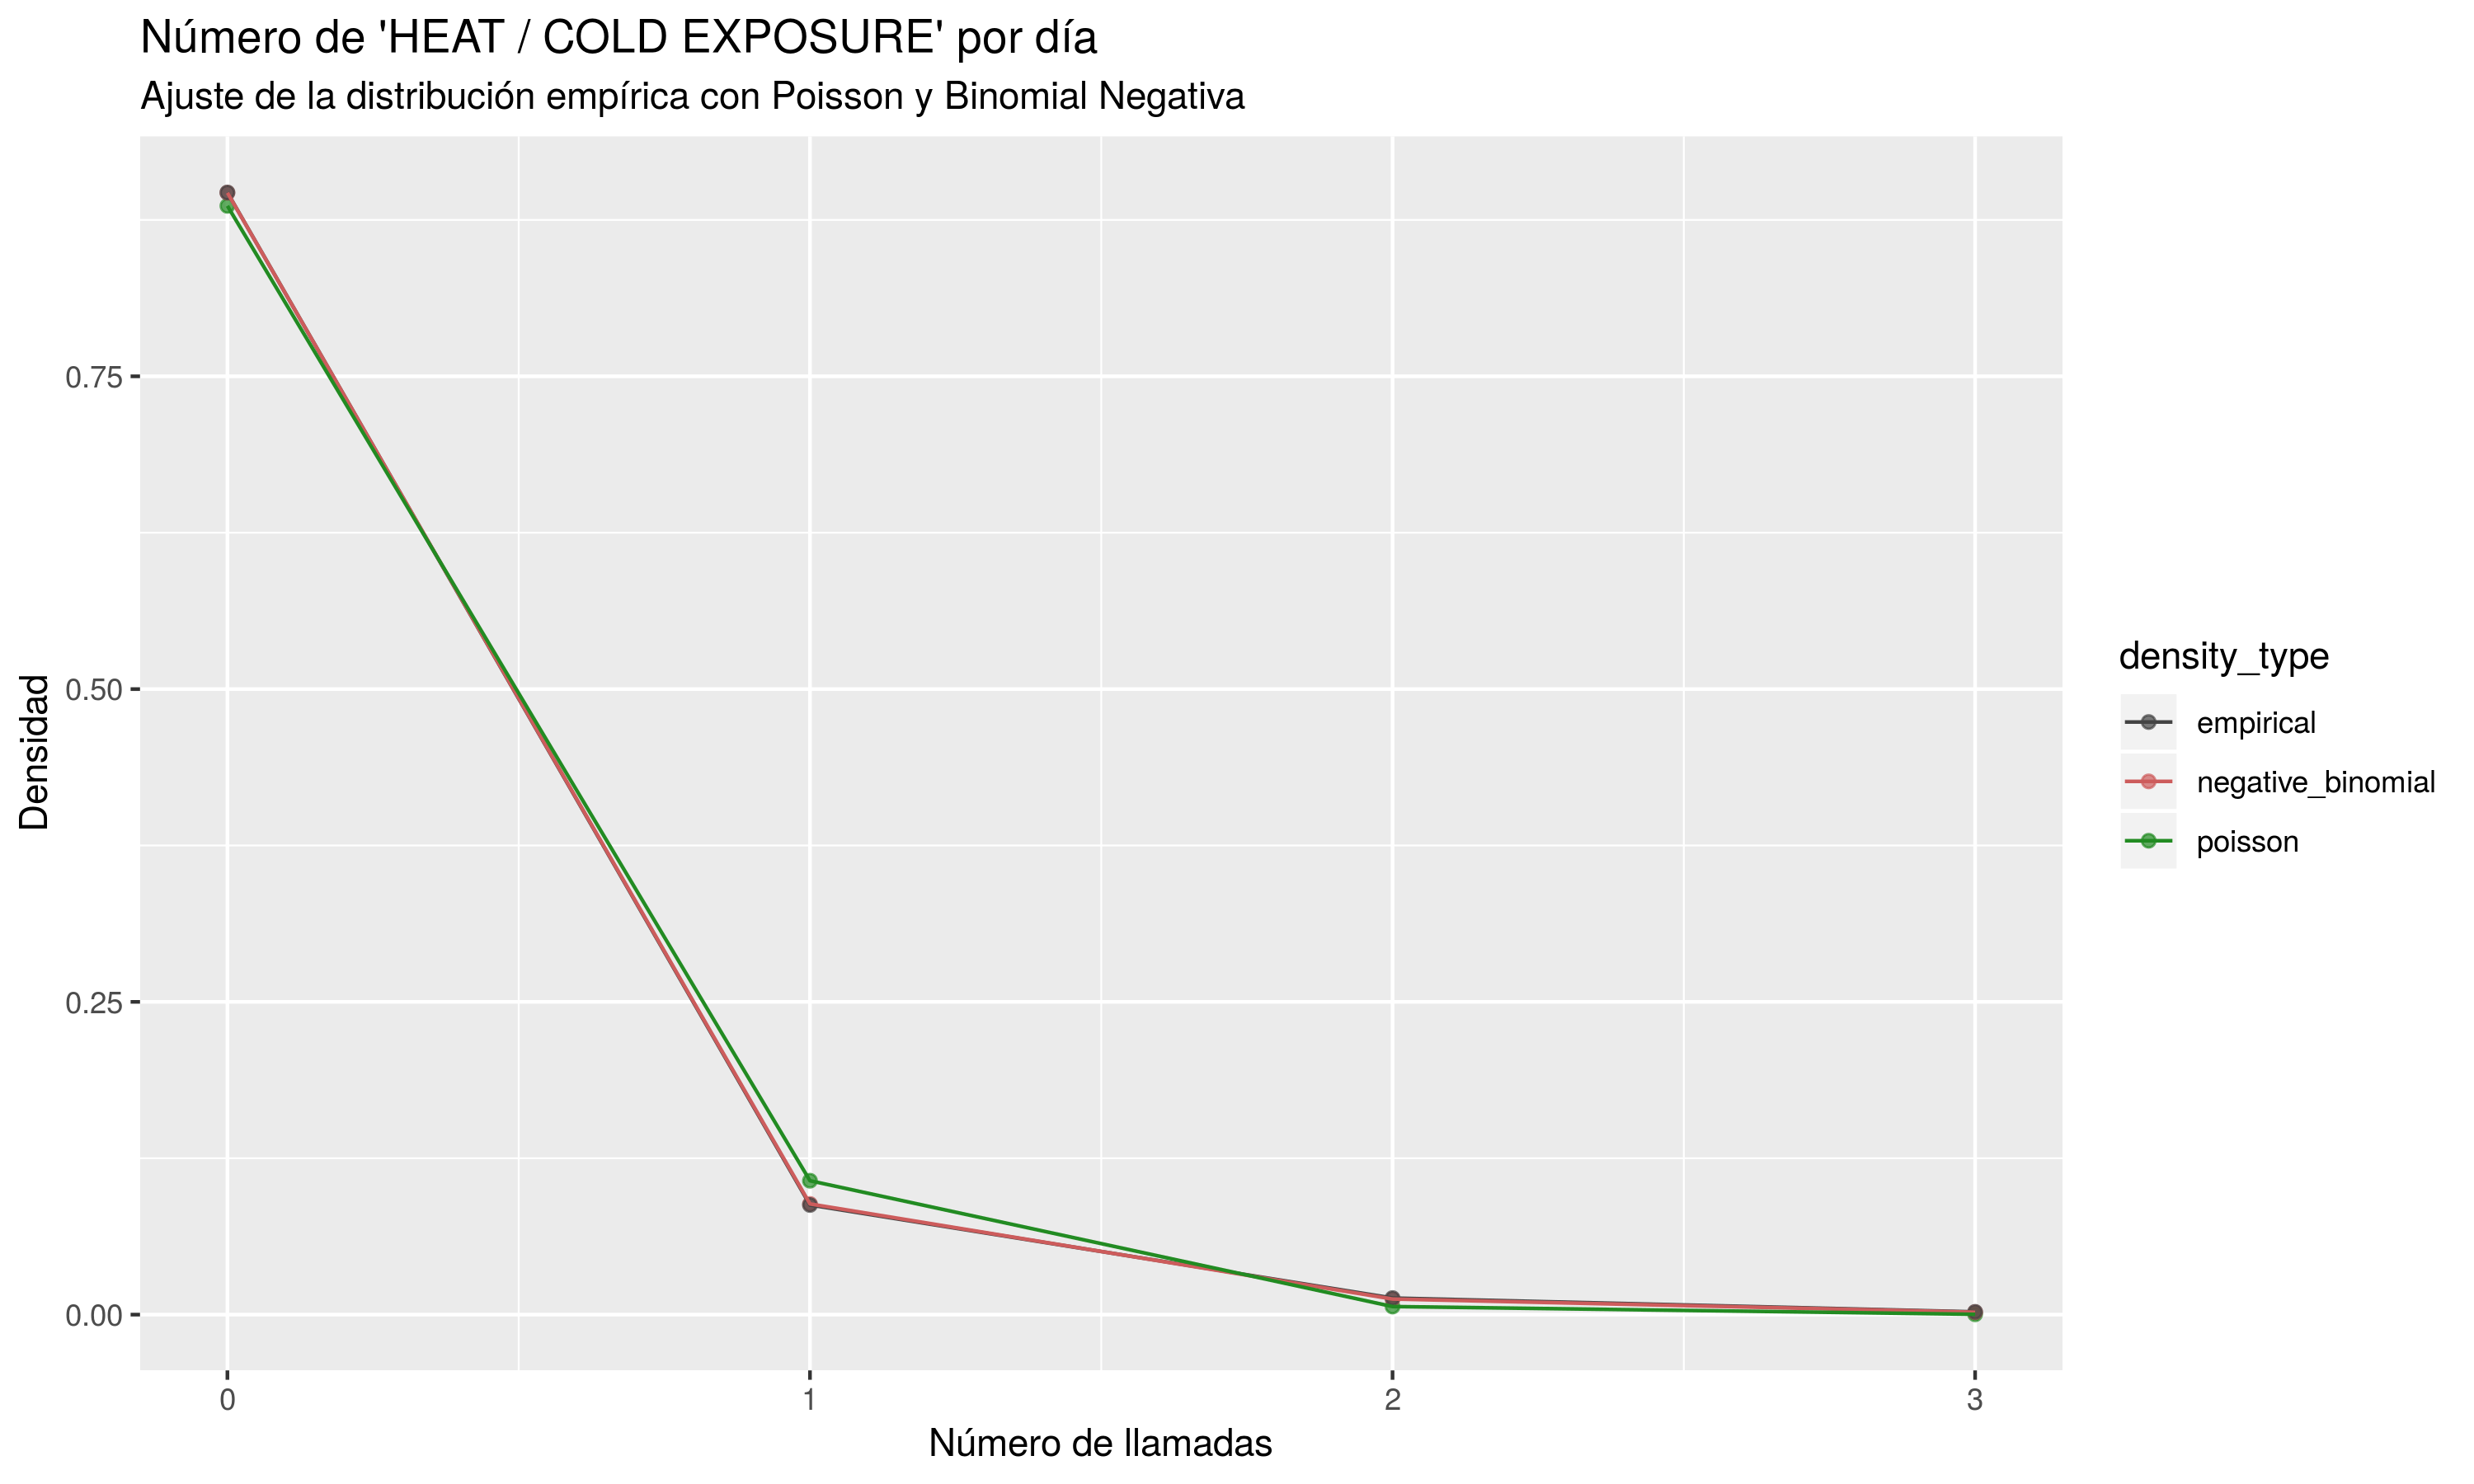 Número de 'HEAT / COLD EXPOSURE' por día
Ajuste de la distribución empírica con Poisson y Binomial Negativa
Densidad
0.75
0.50
0.25
0.00
0
1
2
3
Número de llamadas
density_type
empirical
negative_binomial
poisson